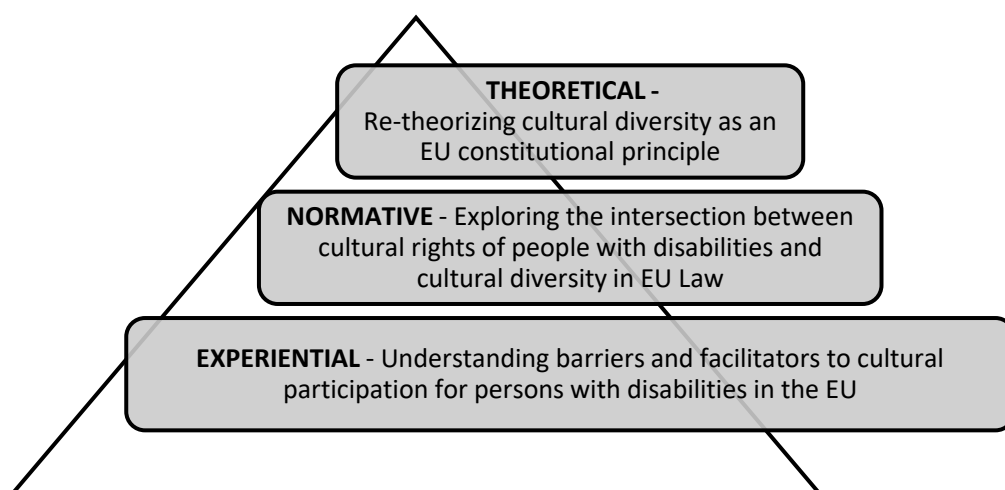 THEORETICAL -
Re-theorizing cultural diversity as an
EU constitutional principle
NORMATIVE - Exploring the intersection between
cultural rights of people with disabilities and
cultural diversity in EU Law
EXPERIENTIAL - Understanding barriers and facilitators to cultural
participation for persons with disabilities in the EU